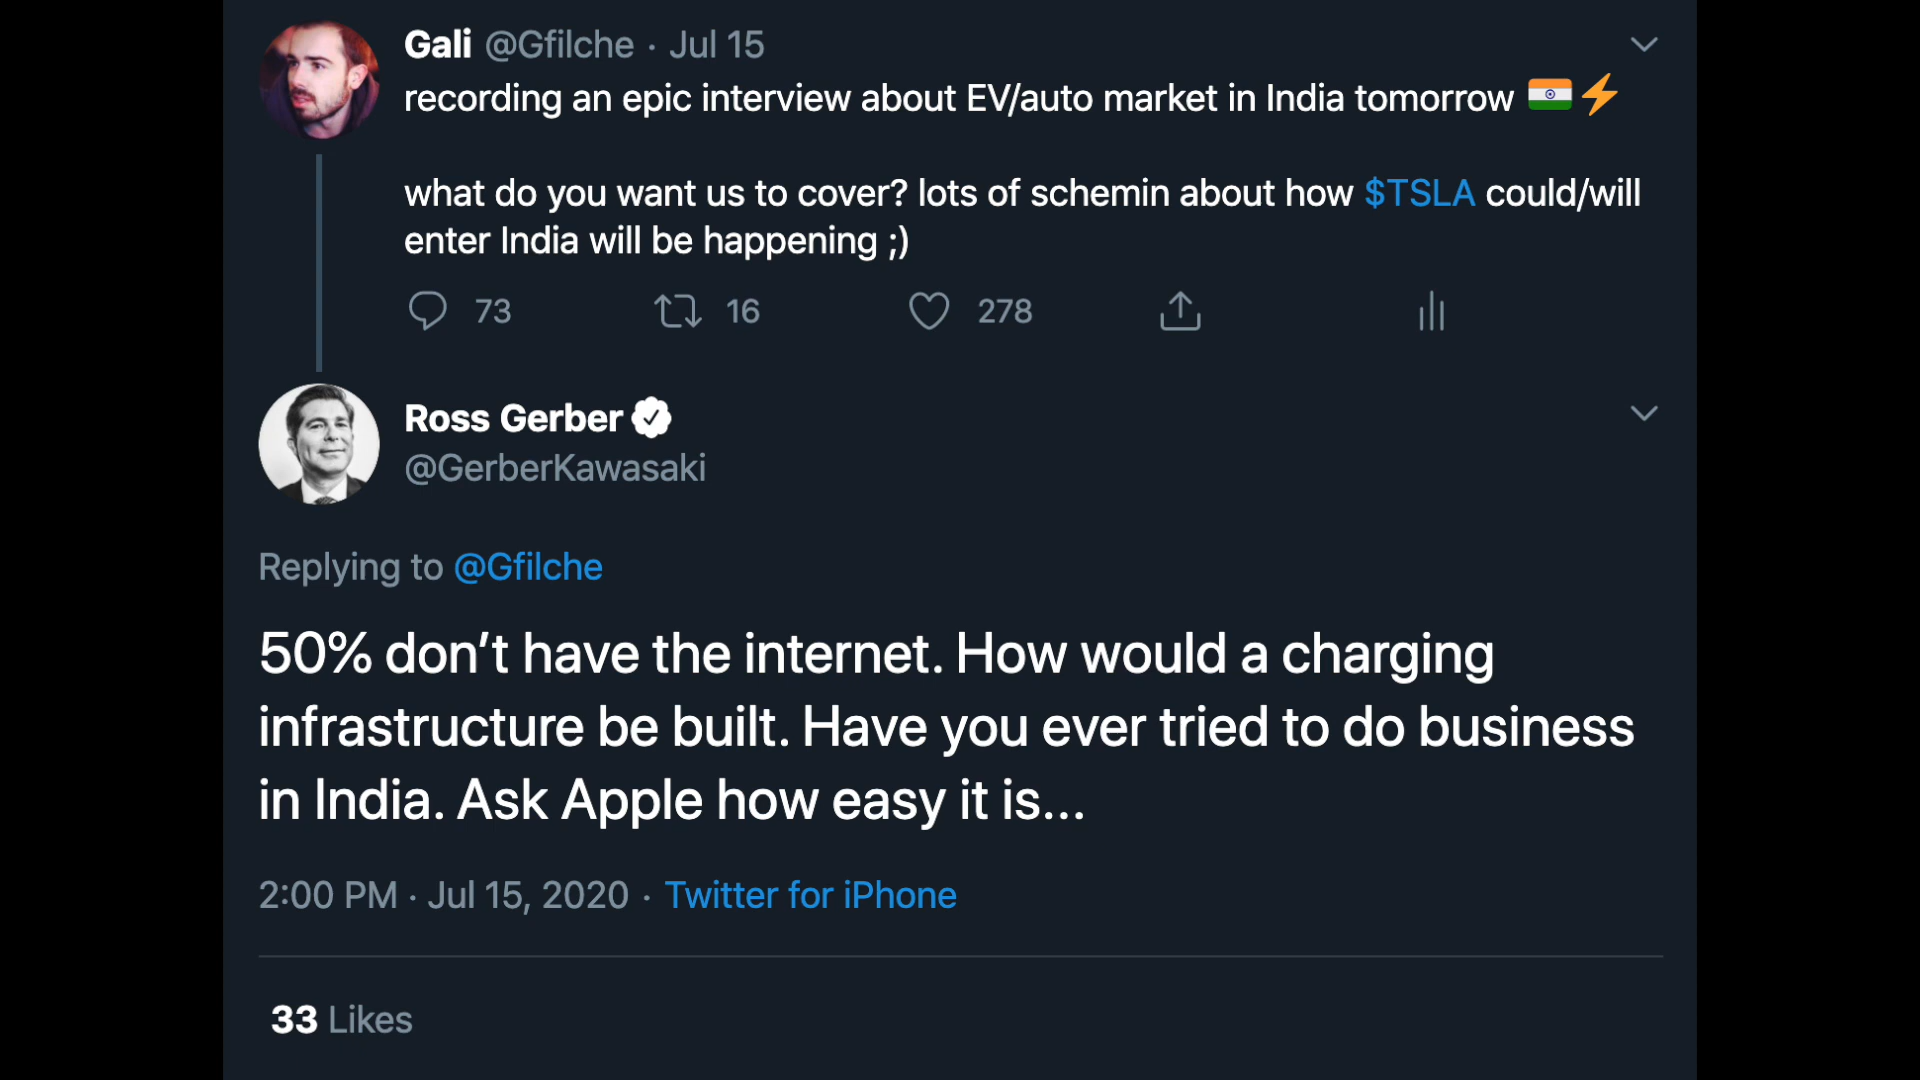 Gali @Gfilche · Jul 15
recording an epic interview about EV/auto market in India tomorrow 🇮🇳⚡
what do you want us to cover? lots of schemin about how $TSLA could/will
enter India will be happening ;)
73 16 278
Ross Gerber
@GerberKawasaki
Replying to @Gfilche
50% don’t have the internet. How would a charging
infrastructure be built. Have you ever tried to do business
in India. Ask Apple how easy it is...
2:00 PM · Jul 15, 2020 · Twitter for iPhone
33 Likes